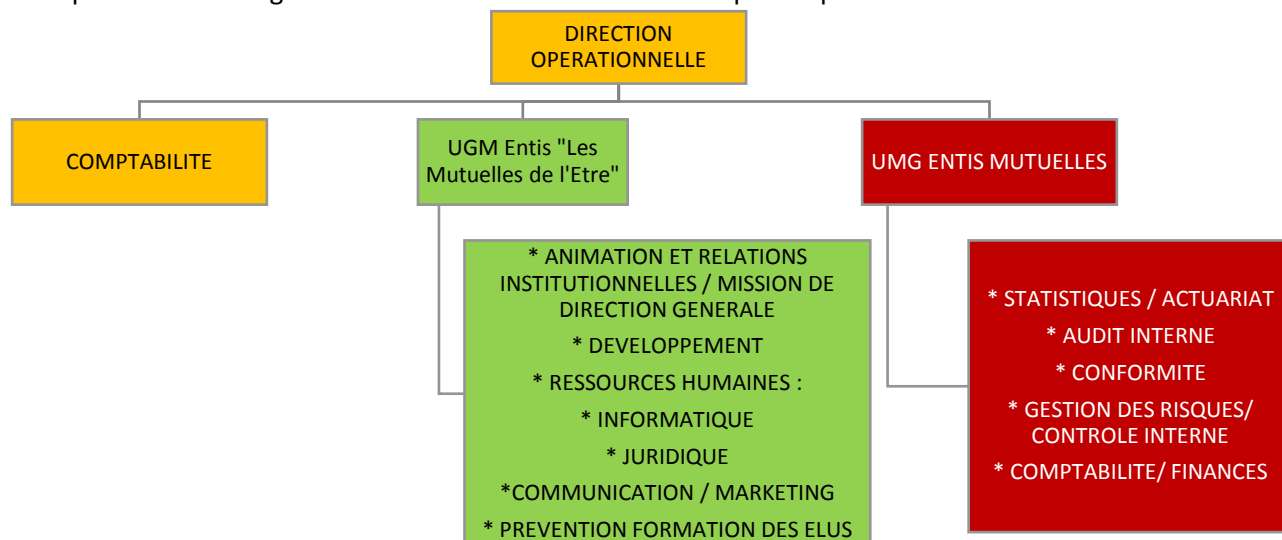 DIRECTION
OPERATIONNELLE
COMPTABILITE
UGM Entis "Les
Mutuelles de l'Etre"
UMG ENTIS MUTUELLES
* ANIMATION ET RELATIONS
INSTITUTIONNELLES / MISSION DE
DIRECTION GENERALE
* DEVELOPPEMENT
* RESSOURCES HUMAINES :
* INFORMATIQUE
* JURIDIQUE
*COMMUNICATION / MARKETING
* PREVENTION FORMATION DES ELUS
* STATISTIQUES / ACTUARIAT
* AUDIT INTERNE
* CONFORMITE
* GESTION DES RISQUES/
CONTROLE INTERNE
* COMPTABILITE/ FINANCES